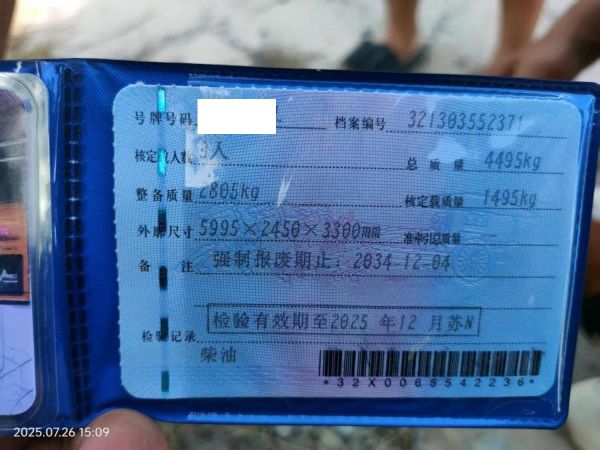 号牌号码 档案编号 321303552371
核定载人数 3人 总质量 4495kg
整备质量 2805kg 核定载质量 1495kg
外廓尺寸 5995×2450×3300mm 准牵引总质量
备注 强制报废期止：2034-12-04
检验有效期至2025 年12 月苏N
检验记录
柴油
*32X0065542236*
2025.07.26 15:09